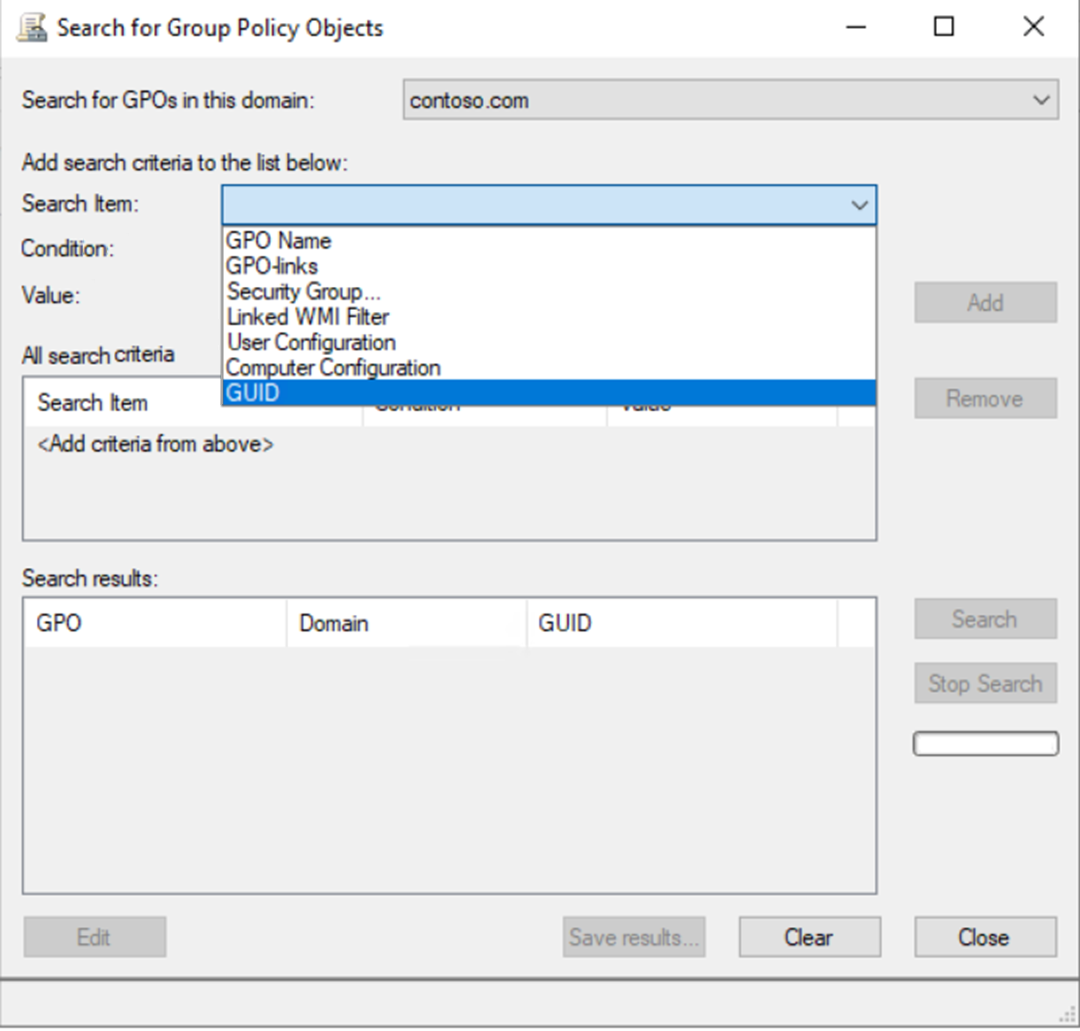 Search for Group Policy Objects
Search for GPOs in this domain: contoso.com
Add search criteria to the list below:
Search Item:
GPO Name
GPO-links
Security Group...
Linked WMI Filter
User Configuration
Computer Configuration
GUID
Condition:
Value:
Add
All search criteria
Remove
Search Item Condition Value
<Add criteria from above>
Search results:
GPO Domain GUID
Search
Stop Search
Edit Save results... Clear Close